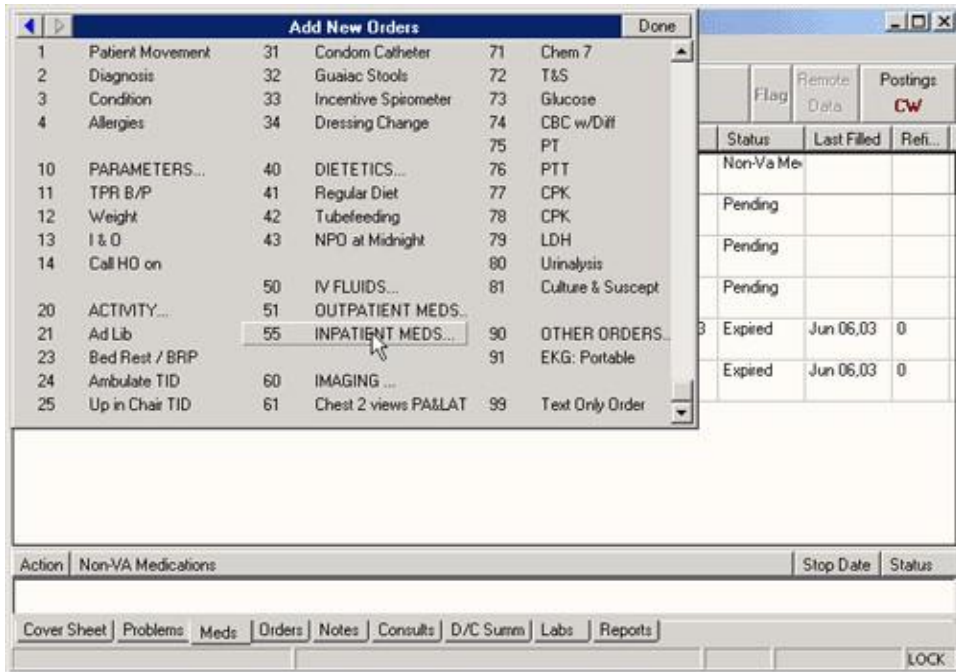 Add New Orders Done
1 Patient Movement 31 Condom Catheter 71 Chem 7
2 Diagnosis 32 Guaiac Stools 72 T&S
3 Condition 33 Incentive Spirometer 73 Glucose
4 Allergies 34 Dressing Change 74 CBC w/Diff
75 PT
10 PARAMETERS... 40 DIETETICS... 76 PTT
11 TPR B/P 41 Regular Diet 77 CPK
12 Weight 42 Tubefeeding 78 CPK
13 I & O 43 NPO at Midnight 79 LDH
14 Call HO on 80 Urinalysis
50 IV FLUIDS... 81 Culture & Suscept
20 ACTIVITY... 51 OUTPATIENT MEDS..
21 Ad Lib 55 INPATIENT MEDS... 90 OTHER ORDERS..
23 Bed Rest / BRP 91 EKG: Portable
24 Ambulate TID 60 IMAGING ...
25 Up in Chair TID 61 Chest 2 views PA&LAT 99 Text Only Order
Flag Remote Data Postings CW
Status Last Filled Refi...
Non-Va Me
Pending
Pending
Pending
3 Expired Jun 06,03 0
Expired Jun 06,03 0
Action Non-VA Medications Stop Date Status
Cover Sheet Problems Meds Orders Notes Consults D/C Summ Labs Reports
LOCK